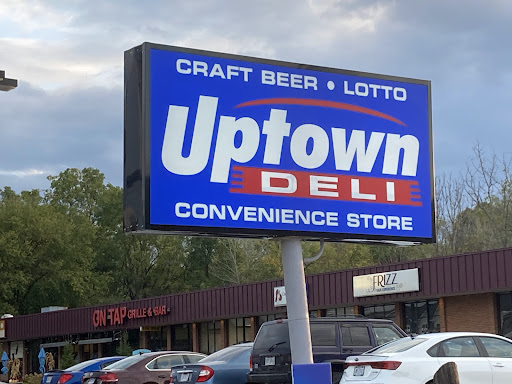 CRAFT BEER • LOTTO
Uptown
DELI
CONVENIENCE STORE
ON TAP GRILLE & BAR
FRIZZ